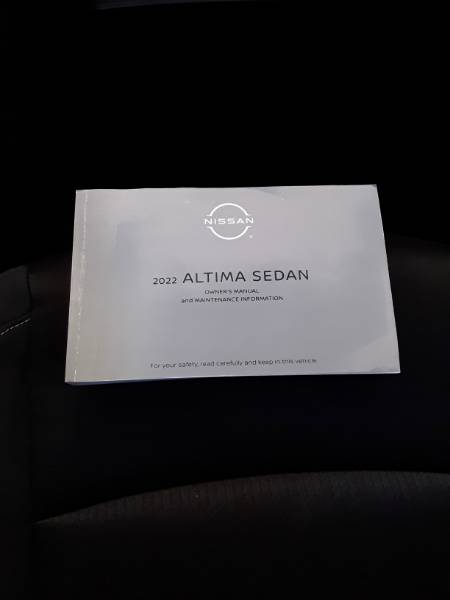 NISSAN
2022 ALTIMA SEDAN
OWNER'S MANUAL
and MAINTENANCE INFORMATION
For your safety, read carefully and keep in this vehicle.